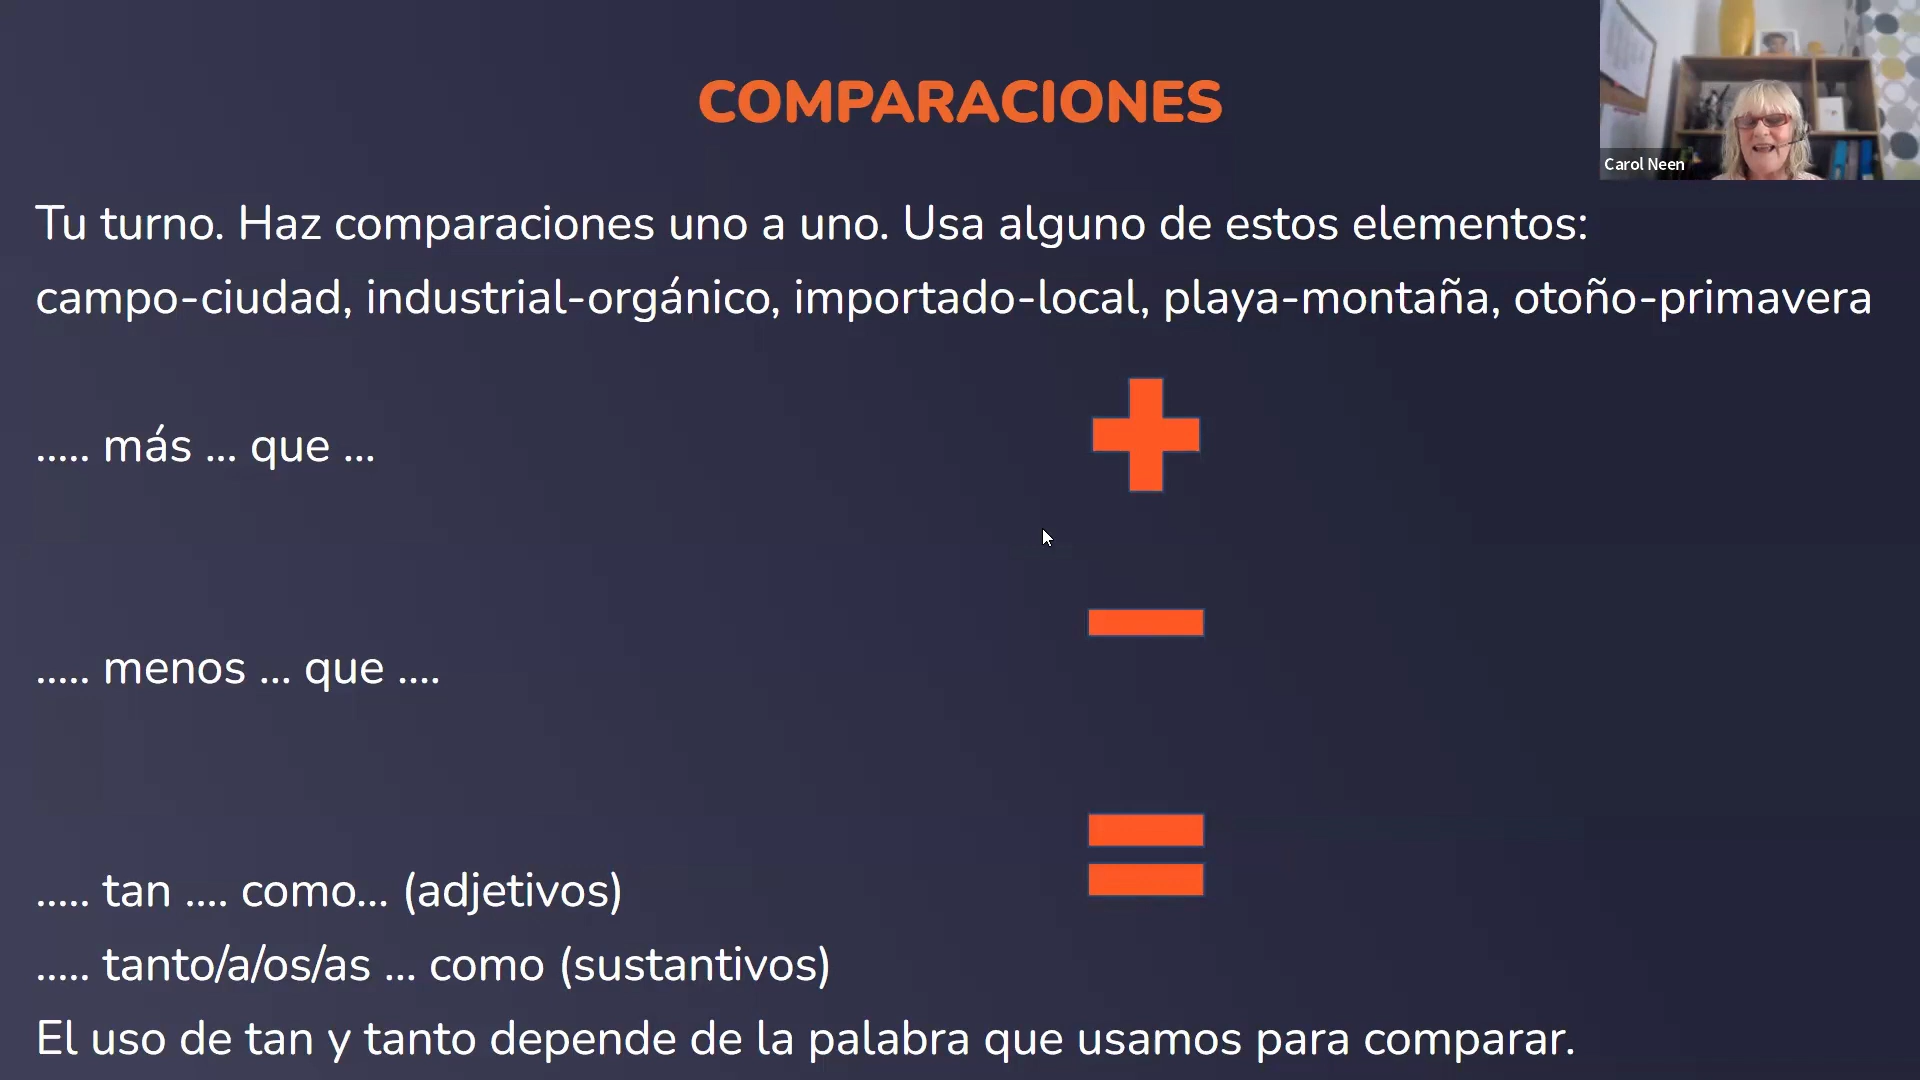 COMPARACIONES
Carol Neen
Tu turno. Haz comparaciones uno a uno. Usa alguno de estos elementos:
campo-ciudad, industrial-orgánico, importado-local, playa-montaña, otoño-primavera
..... más ... que ...
..... menos ... que ....
..... tan .... como... (adjetivos)
..... tanto/a/os/as ... como (sustantivos)
El uso de tan y tanto depende de la palabra que usamos para comparar.